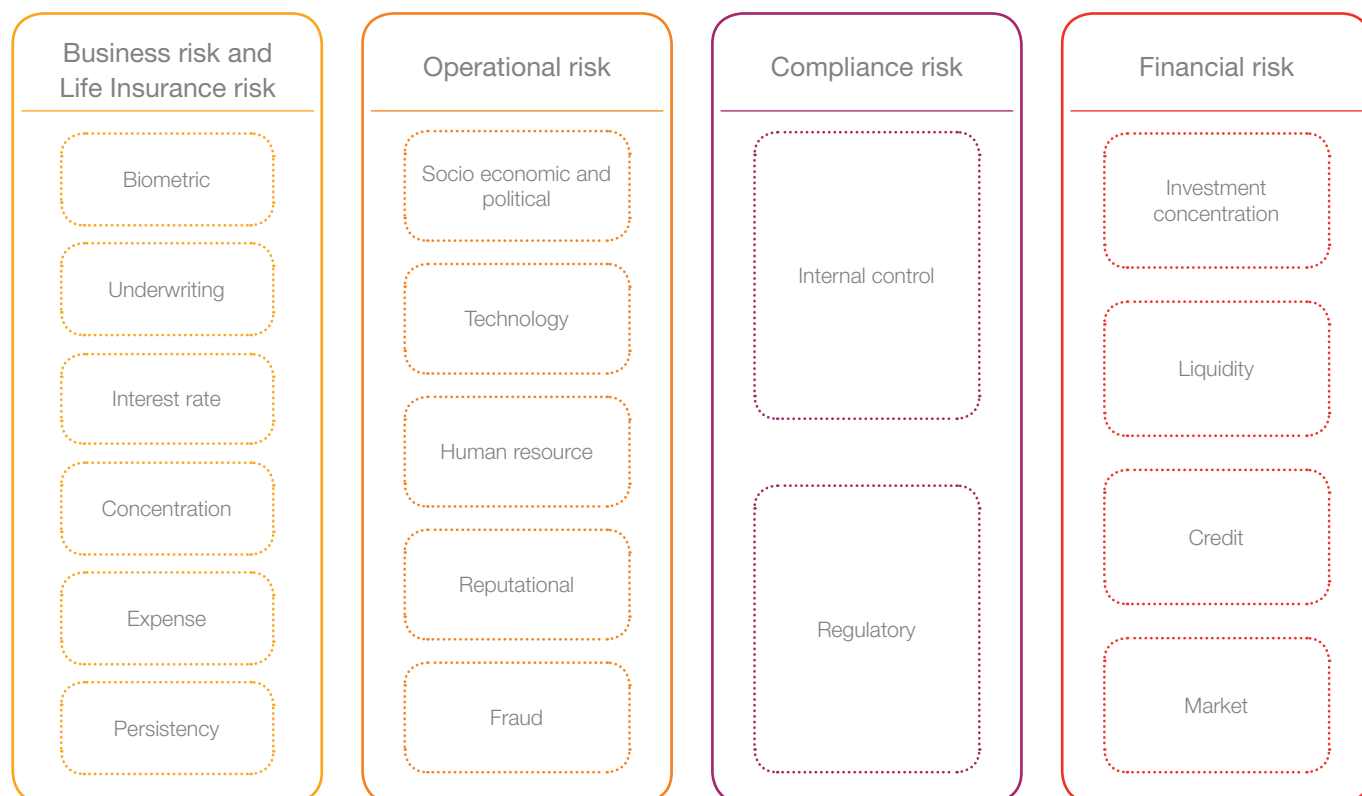 Business risk and
Life Insurance risk
Biometric
Underwriting
Interest rate
Concentration
Expense
Persistency
Operational risk
Socio economic and
political
Technology
Human resource
Reputational
Fraud
Compliance risk
Internal control
Regulatory
Financial risk
Investment
concentration
Liquidity
Credit
Market